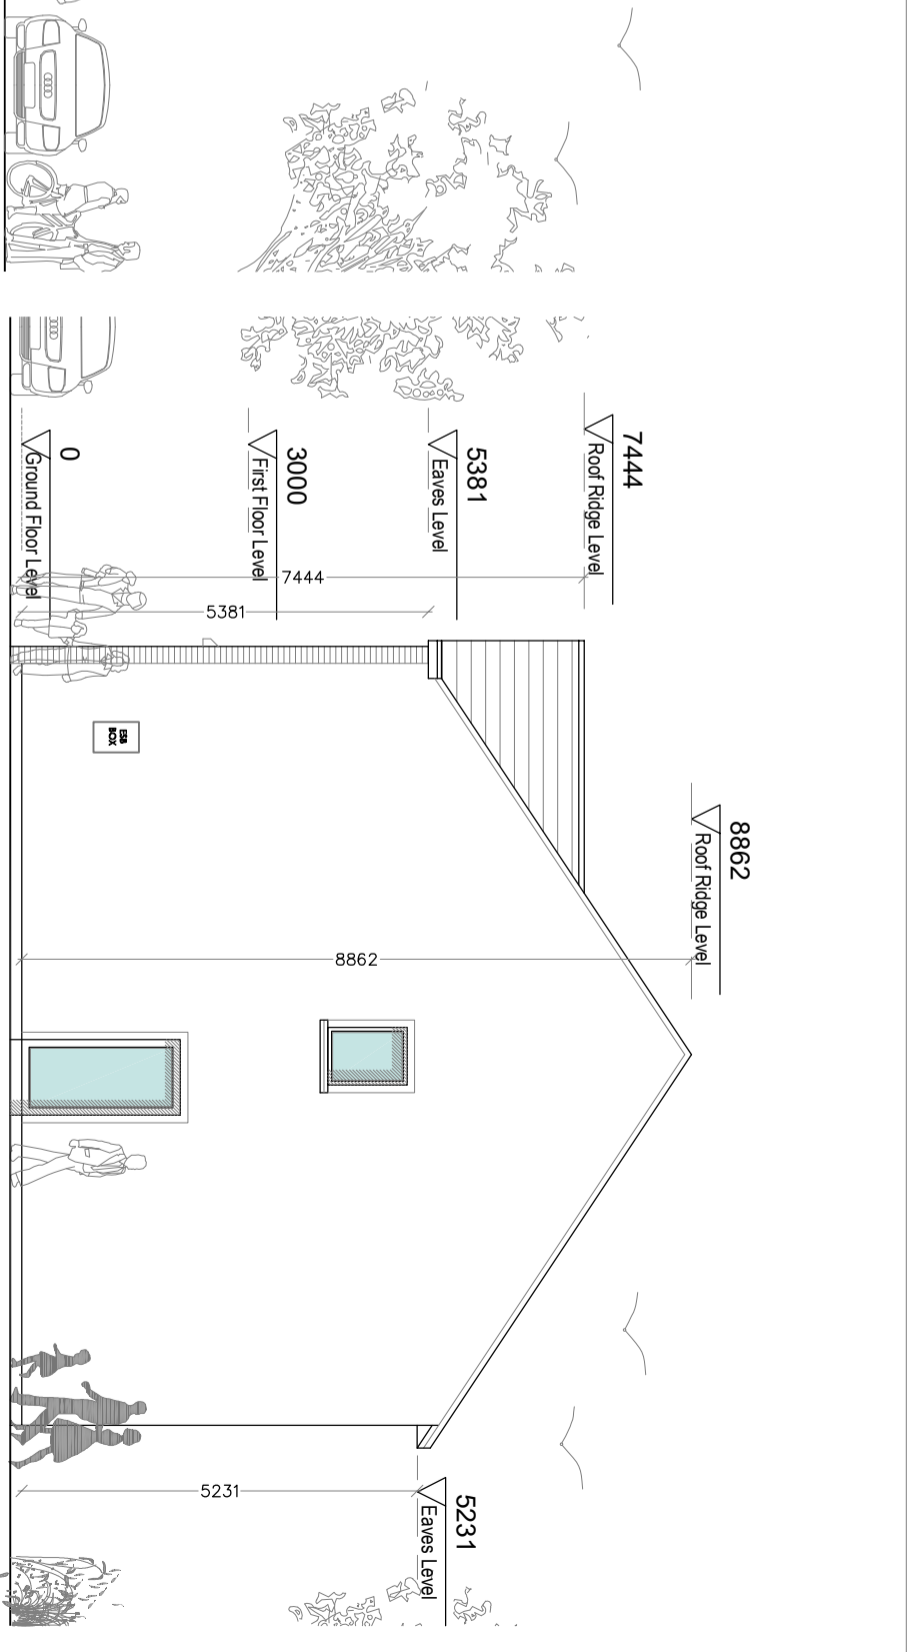 7444
Roof Ridge Level
5381
Eaves Level
3000
First Floor Level
0
Ground Floor Level
7444
5381
8862
Roof Ridge Level
8862
ESB
BOX
5231
Eaves Level
5231